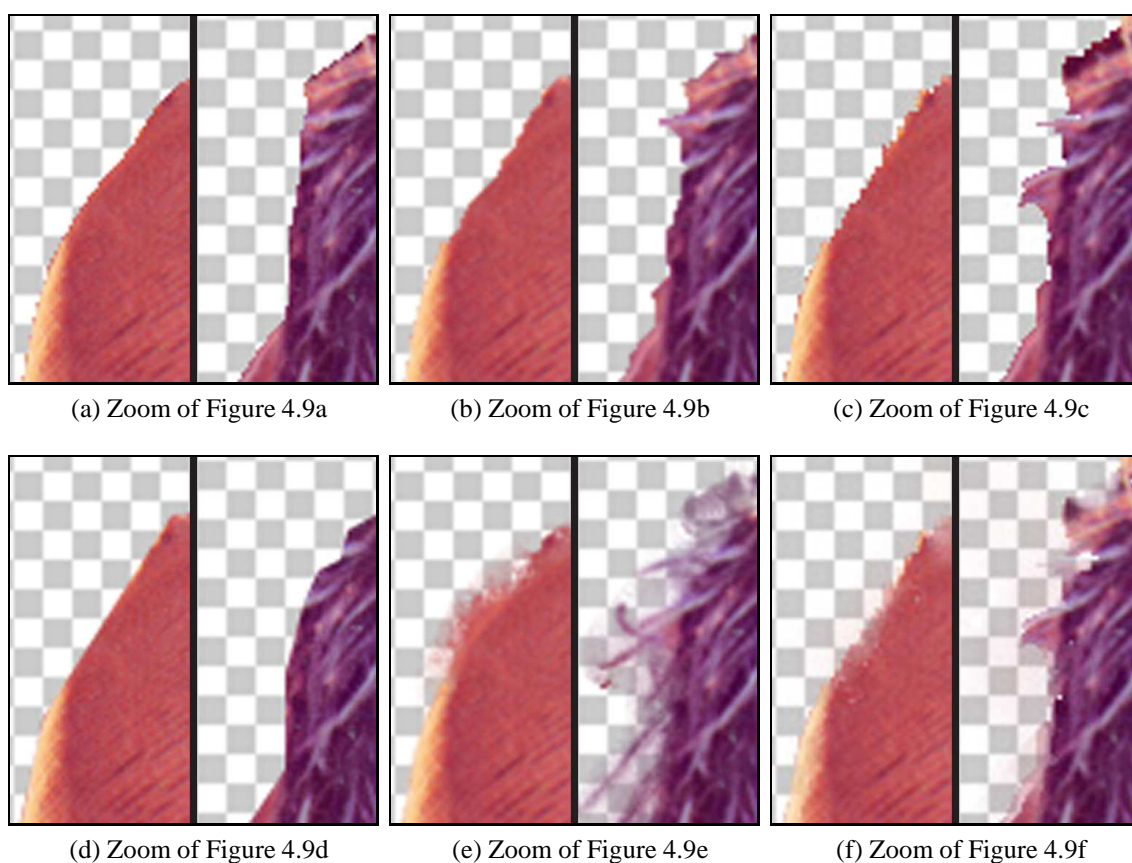 (a) Zoom of Figure 4.9a
(b) Zoom of Figure 4.9b
(c) Zoom of Figure 4.9c
(d) Zoom of Figure 4.9d
(e) Zoom of Figure 4.9e
(f) Zoom of Figure 4.9f